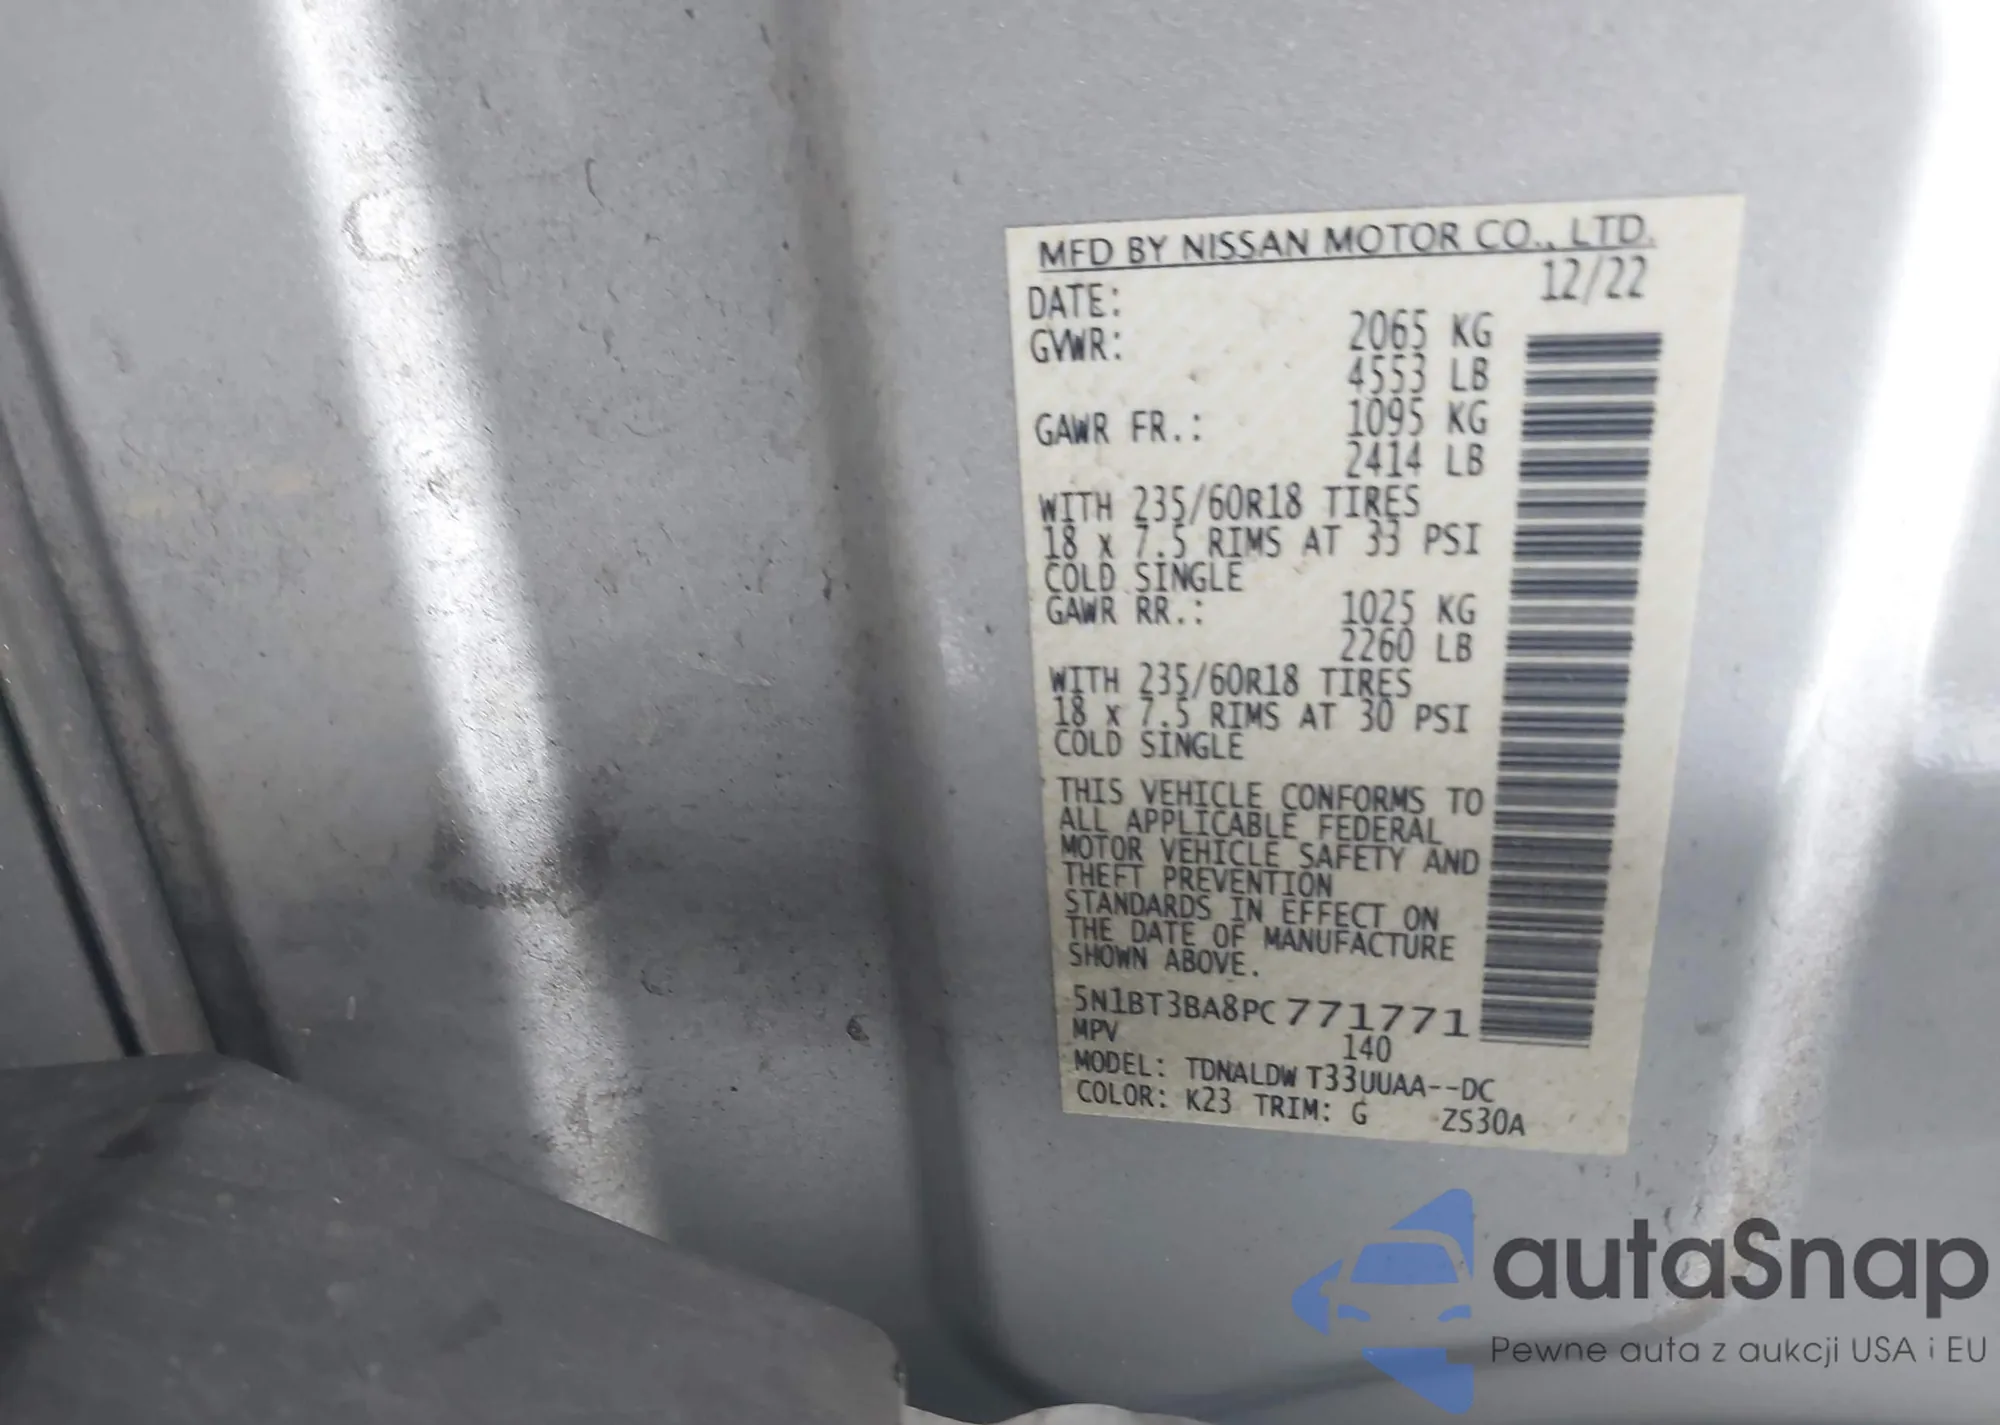 MFD BY NISSAN MOTOR CO., LTD.
DATE: 12/22
GVWR: 2065 KG
4553 LB
GAWR FR.: 1095 KG
2414 LB
WITH 235/60R18 TIRES
18 x 7.5 RIMS AT 33 PSI
COLD SINGLE
GAWR RR.: 1025 KG
2260 LB
WITH 235/60R18 TIRES
18 x 7.5 RIMS AT 30 PSI
COLD SINGLE
THIS VEHICLE CONFORMS TO
ALL APPLICABLE FEDERAL
MOTOR VEHICLE SAFETY AND
THEFT PREVENTION
STANDARDS IN EFFECT ON
THE DATE OF MANUFACTURE
SHOWN ABOVE.
5N1BT3BA8PC771771
MPV 140
MODEL: TDNALDW T33UUAA--DC
COLOR: K23 TRIM: G ZS30A
autaSnap
Pewne auta z aukcji USA i EU